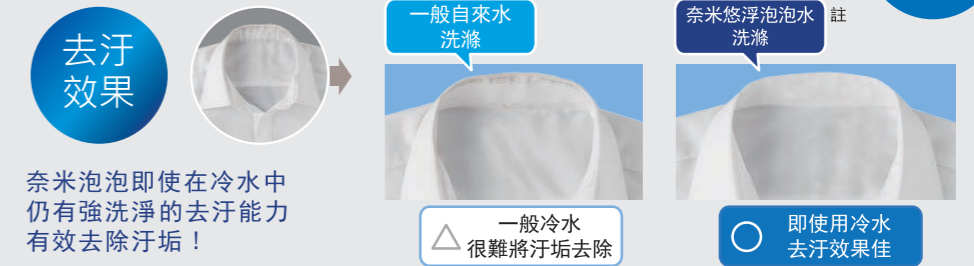 去汙
效果
奈米泡泡即使在冷水中
仍有強洗淨的去汙能力
有效去除汙垢！
一般自來水
洗滌
一般冷水
很難將汙垢去除
奈米悠浮泡泡水 註
洗滌
即使用冷水
去汙效果佳